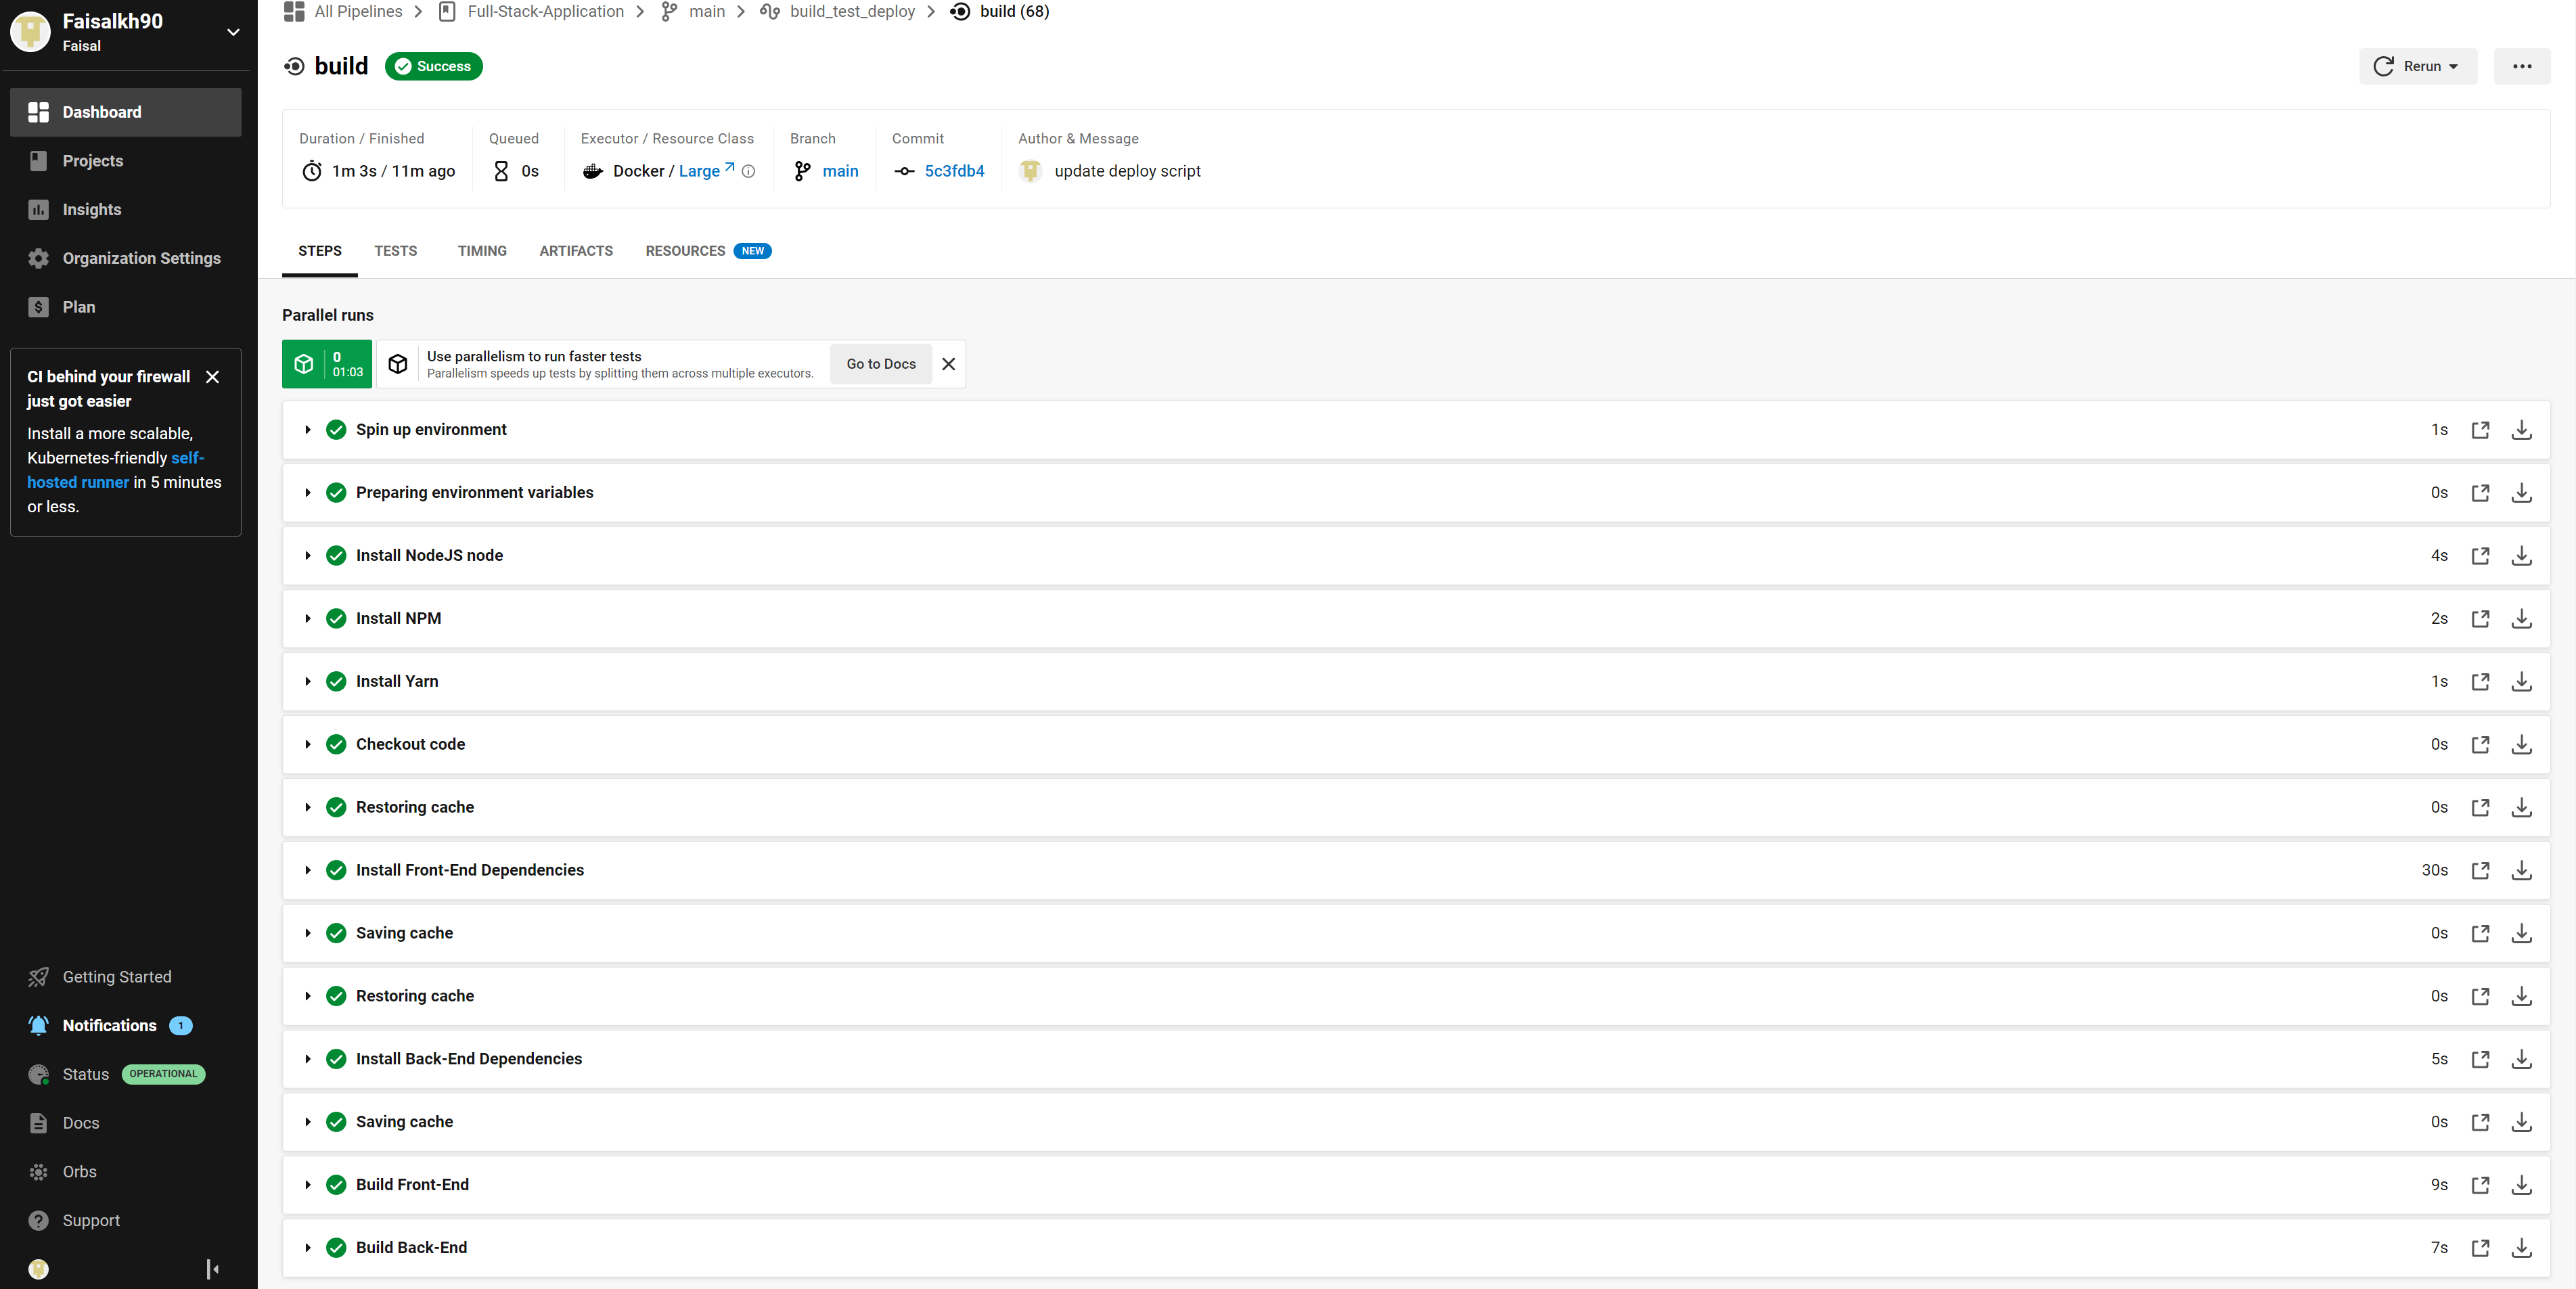 Faisalkh90
Faisal
Dashboard
Projects
Insights
Organization Settings
Plan
CI behind your firewall
just got easier
Install a more scalable,
Kubernetes-friendly self-
hosted runner in 5 minutes
or less.
Getting Started
Notifications 1
Status OPERATIONAL
Docs
Orbs
Support
All Pipelines Full-Stack-Application main build_test_deploy build (68)
build Success
Rerun
Duration / Finished
1m 3s / 11m ago
Queued
0s
Executor / Resource Class
Docker / Large
Branch
main
Commit
5c3fdb4
Author & Message
update deploy script
STEPS TESTS TIMING ARTIFACTS RESOURCES NEW
Parallel runs
0
01:03
Use parallelism to run faster tests
Parallelism speeds up tests by splitting them across multiple executors.
Go to Docs
Spin up environment 1s
Preparing environment variables 0s
Install NodeJS node 4s
Install NPM 2s
Install Yarn 1s
Checkout code 0s
Restoring cache 0s
Install Front-End Dependencies 30s
Saving cache 0s
Restoring cache 0s
Install Back-End Dependencies 5s
Saving cache 0s
Build Front-End 9s
Build Back-End 7s